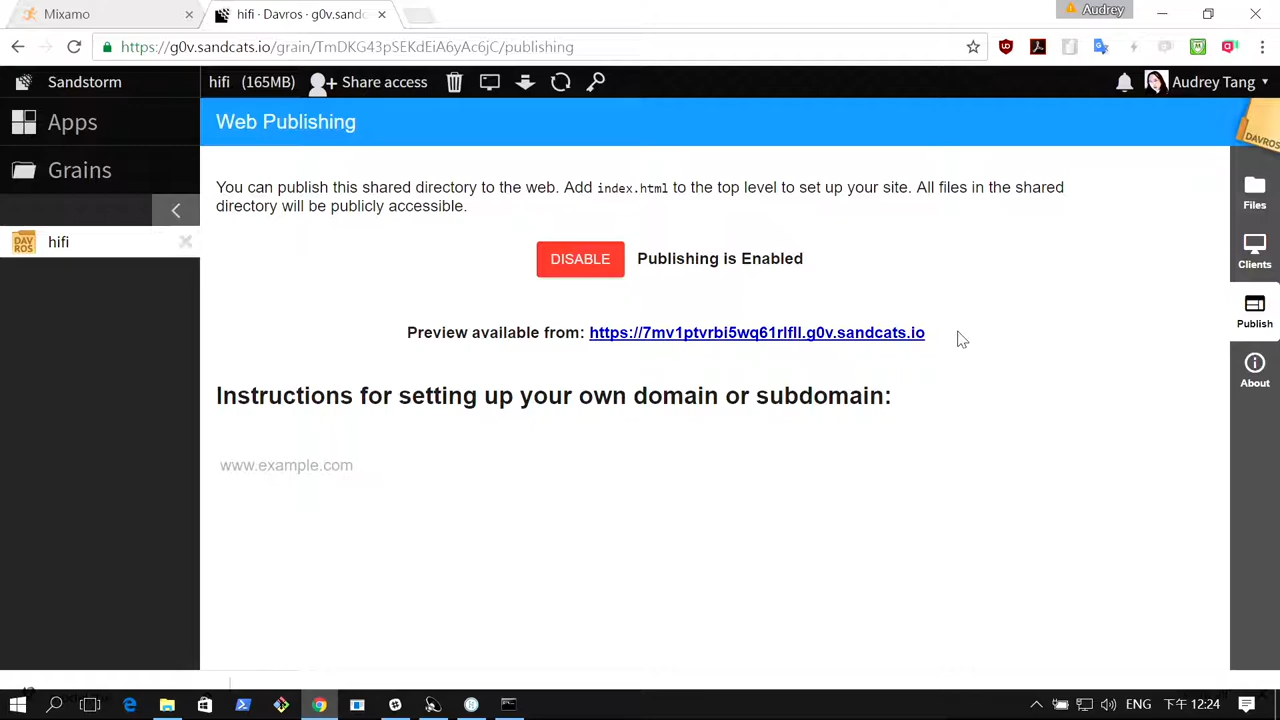 Mixamo
hifi · Davros · g0v.sandc
Audrey
https://g0v.sandcats.io/grain/TrrLKG43pSEKdEiA6yAc6jC/publishing
Sandstorm
hifi (165MB)
Share access
Audrey Tang
Apps
Grains
hifi
DAV
ROS
Web Publishing
DAVROS
You can publish this shared directory to the web. Add index.html to the top level to set up your site. All files in the shared
directory will be publicly accessible.
DISABLE
Publishing is Enabled
Preview available from: https://7mv1ptvrbi5wq61rlfll.g0v.sandcats.io
Instructions for setting up your own domain or subdomain:
www.example.com
Files
Clients
Publish
About
ENG
下午 12:24